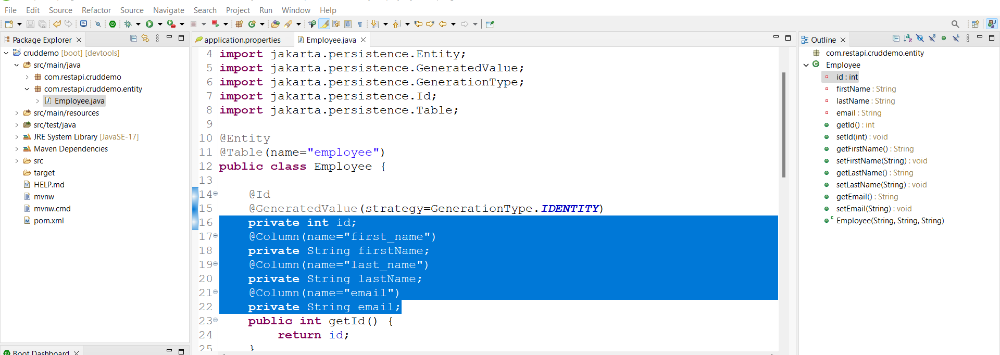 File Edit Source Refactor Source Navigate Search Project Run Window Help
Package Explorer
cruddemo [boot] [devtools]
src/main/java
com.restapi.cruddemo
com.restapi.cruddemo.entity
Employee.java
src/main/resources
src/test/java
JRE System Library [JavaSE-17]
Maven Dependencies
src
target
HELP.md
mvnw
mvnw.cmd
pom.xml
Boot Dashboard
application.properties Employee.java
4 import jakarta.persistence.Entity;
5 import jakarta.persistence.GeneratedValue;
6 import jakarta.persistence.GenerationType;
7 import jakarta.persistence.Id;
8 import jakarta.persistence.Table;
9
10 @Entity
11 @Table(name="employee")
12 public class Employee {
13
14 @Id
15 @GeneratedValue(strategy=GenerationType.IDENTITY)
16 private int id;
17 @Column(name="first_name")
18 private String firstName;
19 @Column(name="last_name")
20 private String lastName;
21 @Column(name="email")
22 private String email;
23 public int getId() {
24 return id;
25 }
Outline
com.restapi.cruddemo.entity
Employee
id : int
firstName : String
lastName : String
email : String
getId() : int
setId(int) : void
getFirstName() : String
setFirstName(String) : void
getLastName() : String
setLastName(String) : void
getEmail() : String
setEmail(String) : void
Employee(String, String, String)